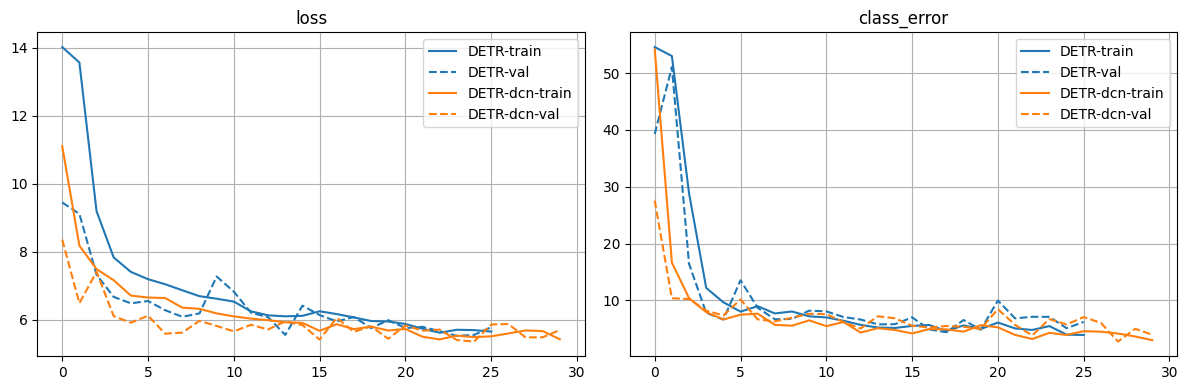 loss
14
12
10
8
6
0 5 10 15 20 25 30
DETR-train
DETR-val
DETR-dcn-train
DETR-dcn-val
class_error
50
40
30
20
10
0 5 10 15 20 25 30
DETR-train
DETR-val
DETR-dcn-train
DETR-dcn-val